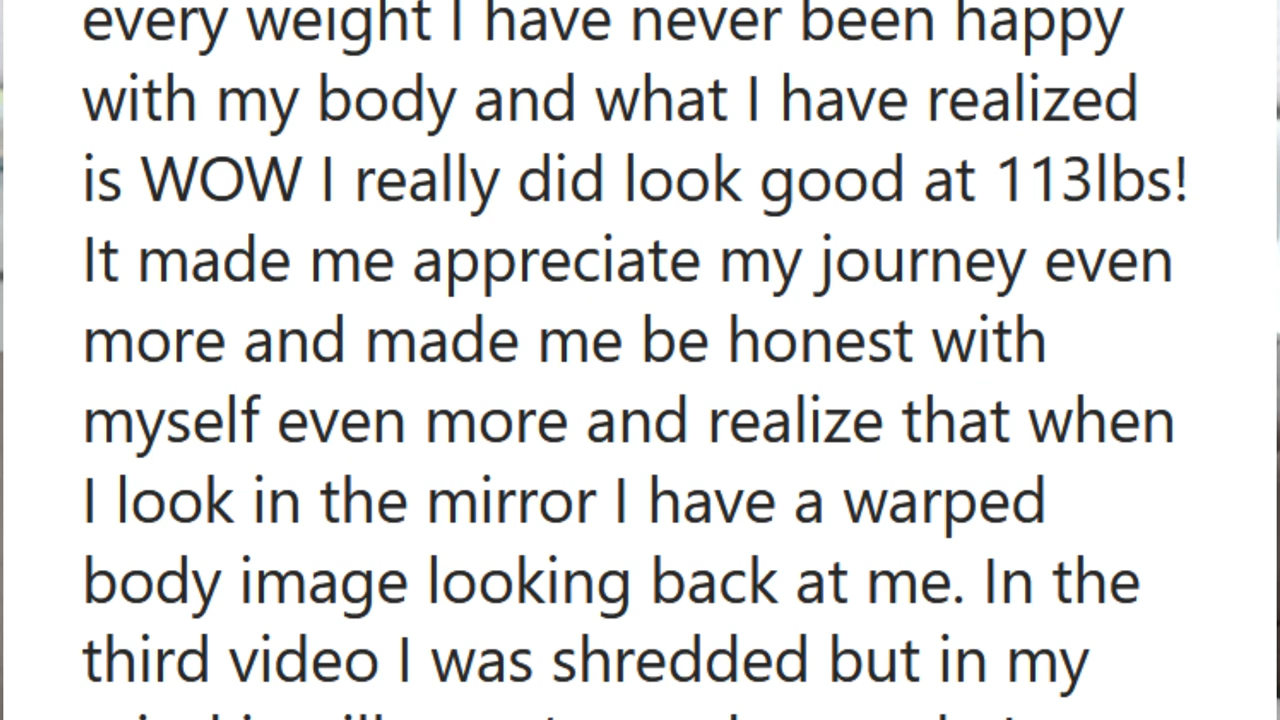 every weight I have never been happy
with my body and what I have realized
is WOW I really did look good at 113lbs!
It made me appreciate my journey even
more and made me be honest with
myself even more and realize that when
I look in the mirror I have a warped
body image looking back at me. In the
third video I was shredded but in my